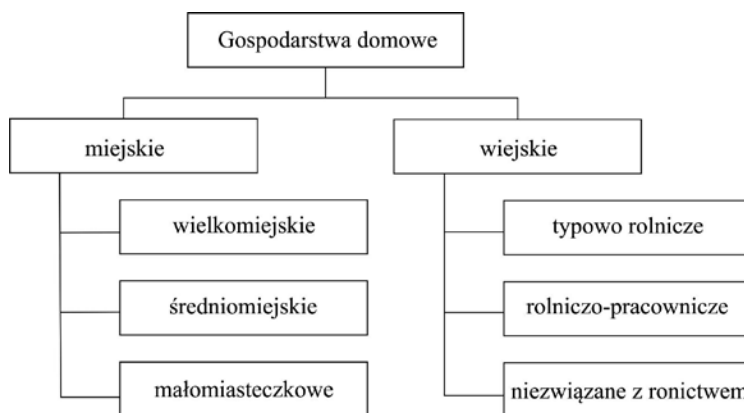 Gospodarstwa domowe
miejskie
wielkomiejskie
średniomiejskie
małomiasteczkowe
wiejskie
typowo rolnicze
rolniczo-pracownicze
niezwiązane z ronictwem